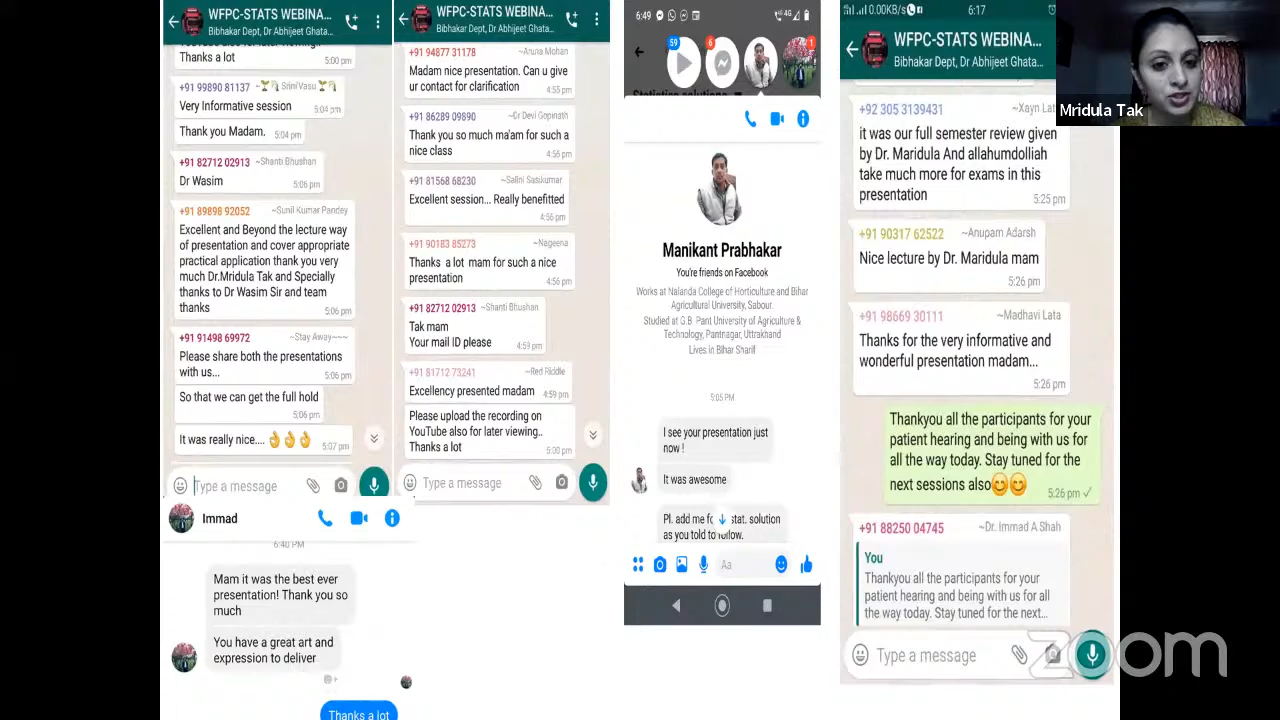 WFPC-STATS WEBINA...
Bibhakar Dept, Dr Abhijeet Ghata...
Thanks a lot
5:00 pm
+91 99890 81137
Very Informative session
5:04 pm
Thank you Madam.
5:04 pm
+91 82712 02913 ~Shanti Bhushan
Dr Wasim
5:06 pm
+91 89898 92052 ~Sunil Kumar Pandey
Excellent and Beyond the lecture way
of presentation and cover appropriate
practical application thank you very
much Dr.Mridula Tak and Specially
thanks to Dr Wasim Sir and team
thanks
5:06 pm
+91 91498 69972 ~Stay Away~~~
Please share both the presentations
with us...
5:06 pm
So that we can get the full hold
5:06 pm
It was really nice.... 👌👌👌
5:07 pm
Type a message
Immad
6:40 PM
Mam it was the best ever
presentation! Thank you so
much
You have a great art and
expression to deliver
Thanks a lot
WFPC-STATS WEBINA...
Bibhakar Dept, Dr Abhijeet Ghata...
+91 94877 31178 ~Aruna Mohan
Madam nice presentation. Can u give
ur contact for clarification
4:55 pm
+91 86289 09890 ~Dr Devi Gopinath
Thank you so much ma'am for such a
nice class
4:56 pm
+91 81568 68230 ~Salini Sasikumar
Excellent session... Really benefitted
4:56 pm
+91 90183 85273 ~Nageena
Thanks a lot mam for such a nice
presentation
4:56 pm
+91 82712 02913 ~Shanti Bhushan
Tak mam
Your mail ID please
4:59 pm
+91 81712 73241 ~Red Riddle
Excellency presented madam
4:59 pm
Please upload the recording on
YouTube also for later viewing..
Thanks a lot
5:00 pm
Type a message
6:49
59
6
1
Manikant Prabhakar
You're friends on Facebook
Works at Nalanda College of Horticulture and Bihar
Agricultural University, Sabour.
Studied at G.B. Pant University of Agriculture &
Technology, Pantnagar, Uttrakhand
Lives in Bihar Sharif
5:05 PM
I see your presentation just
now !
It was awesome
Pl. add me stat. solution
as you told to follow.
Aa
0.00KB/s
6:17
WFPC-STATS WEBINA...
Bibhakar Dept, Dr Abhijeet Ghata...
+92 305 3139431 ~Xayn
it was our full semester review given
by Dr. Maridula And allahumdolliah
take much more for exams in this
presentation
5:25 pm
+91 90317 62522 ~Anupam Adarsh
Nice lecture by Dr. Maridula mam
5:26 pm
+91 98669 30111 ~Madhavi Lata
Thanks for the very informative and
wonderful presentation madam...
5:26 pm
Thankyou all the participants for your
patient hearing and being with us for
all the way today. Stay tuned for the
next sessions also😊😊
5:26 pm
+91 88250 04745 ~Dr. Immad A Shah
You
Thankyou all the participants for your
patient hearing and being with us for all
the way today. Stay tuned for the next...
Type a message
Mridula Tak
zoom